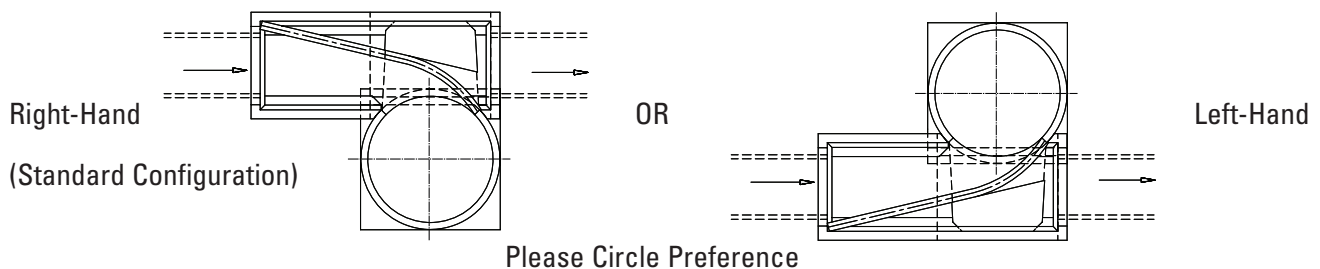 Right-Hand
(Standard Configuration)
OR
Left-Hand
Please Circle Preference